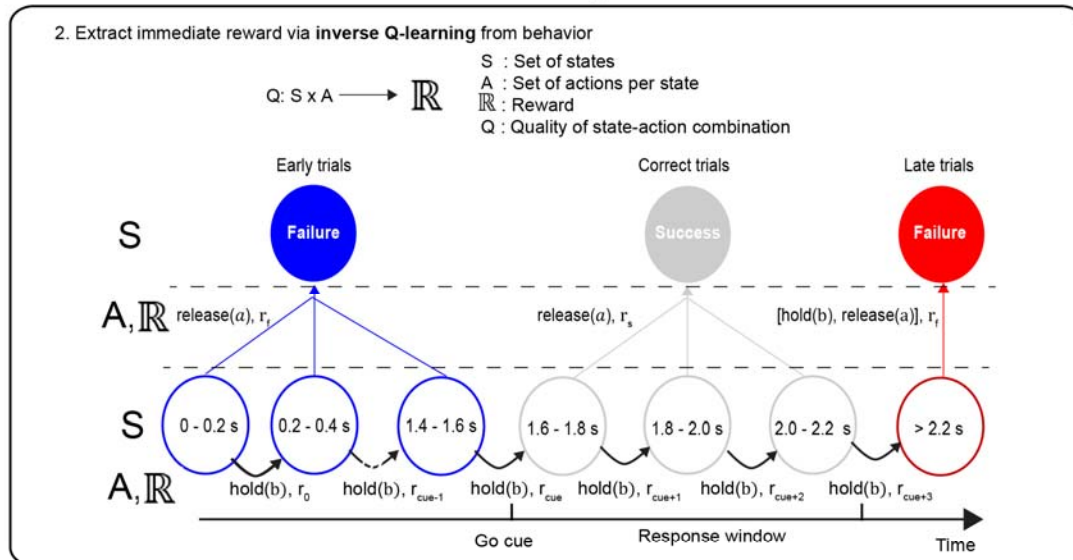 2. Extract immediate reward via inverse Q-learning from behavior
Q: S x A ⟶ ℝ
S : Set of states
A : Set of actions per state
ℝ : Reward
Q : Quality of state-action combination
Early trials
Correct trials
Late trials
S
Failure
Success
Failure
A, ℝ
release(a), r_f
release(a), r_s
[hold(b), release(a)], r_f
S
0 - 0.2 s
0.2 - 0.4 s
1.4 - 1.6 s
1.6 - 1.8 s
1.8 - 2.0 s
2.0 - 2.2 s
> 2.2 s
A, ℝ
hold(b), r_0
hold(b), r_cue-1
hold(b), r_cue
hold(b), r_cue+1
hold(b), r_cue+2
hold(b), r_cue+3
Go cue
Response window
Time